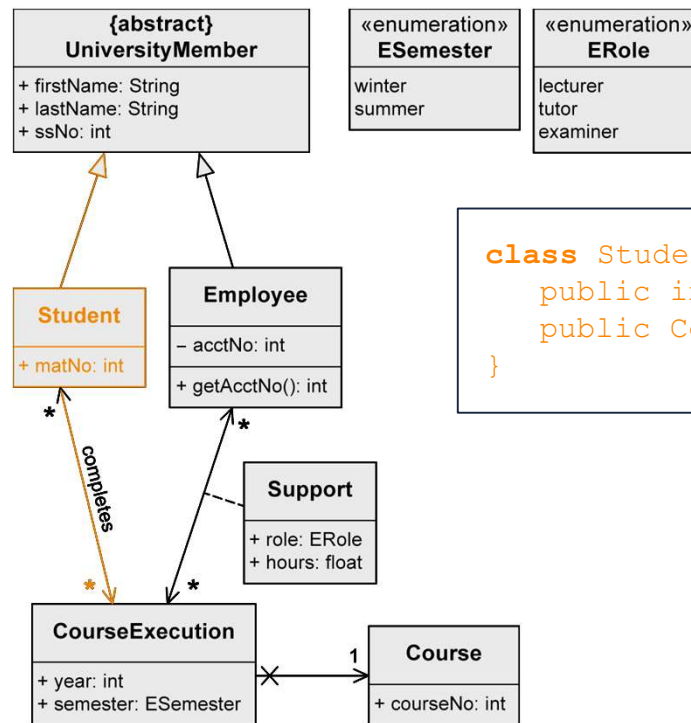 {abstract}
UniversityMember
+ firstName: String
+ lastName: String
+ ssNo: int
«enumeration»
ESemester
winter
summer
«enumeration»
ERole
lecturer
tutor
examiner
class
public
public
}
Student
+ matNo: int
Employee
– acctNo: int
+ getAcctNo(): int
*
*
completes
Support
+ role: ERole
+ hours: float
*
*
CourseExecution
+ year: int
+ semester: ESemester
1
Course
+ courseNo: int